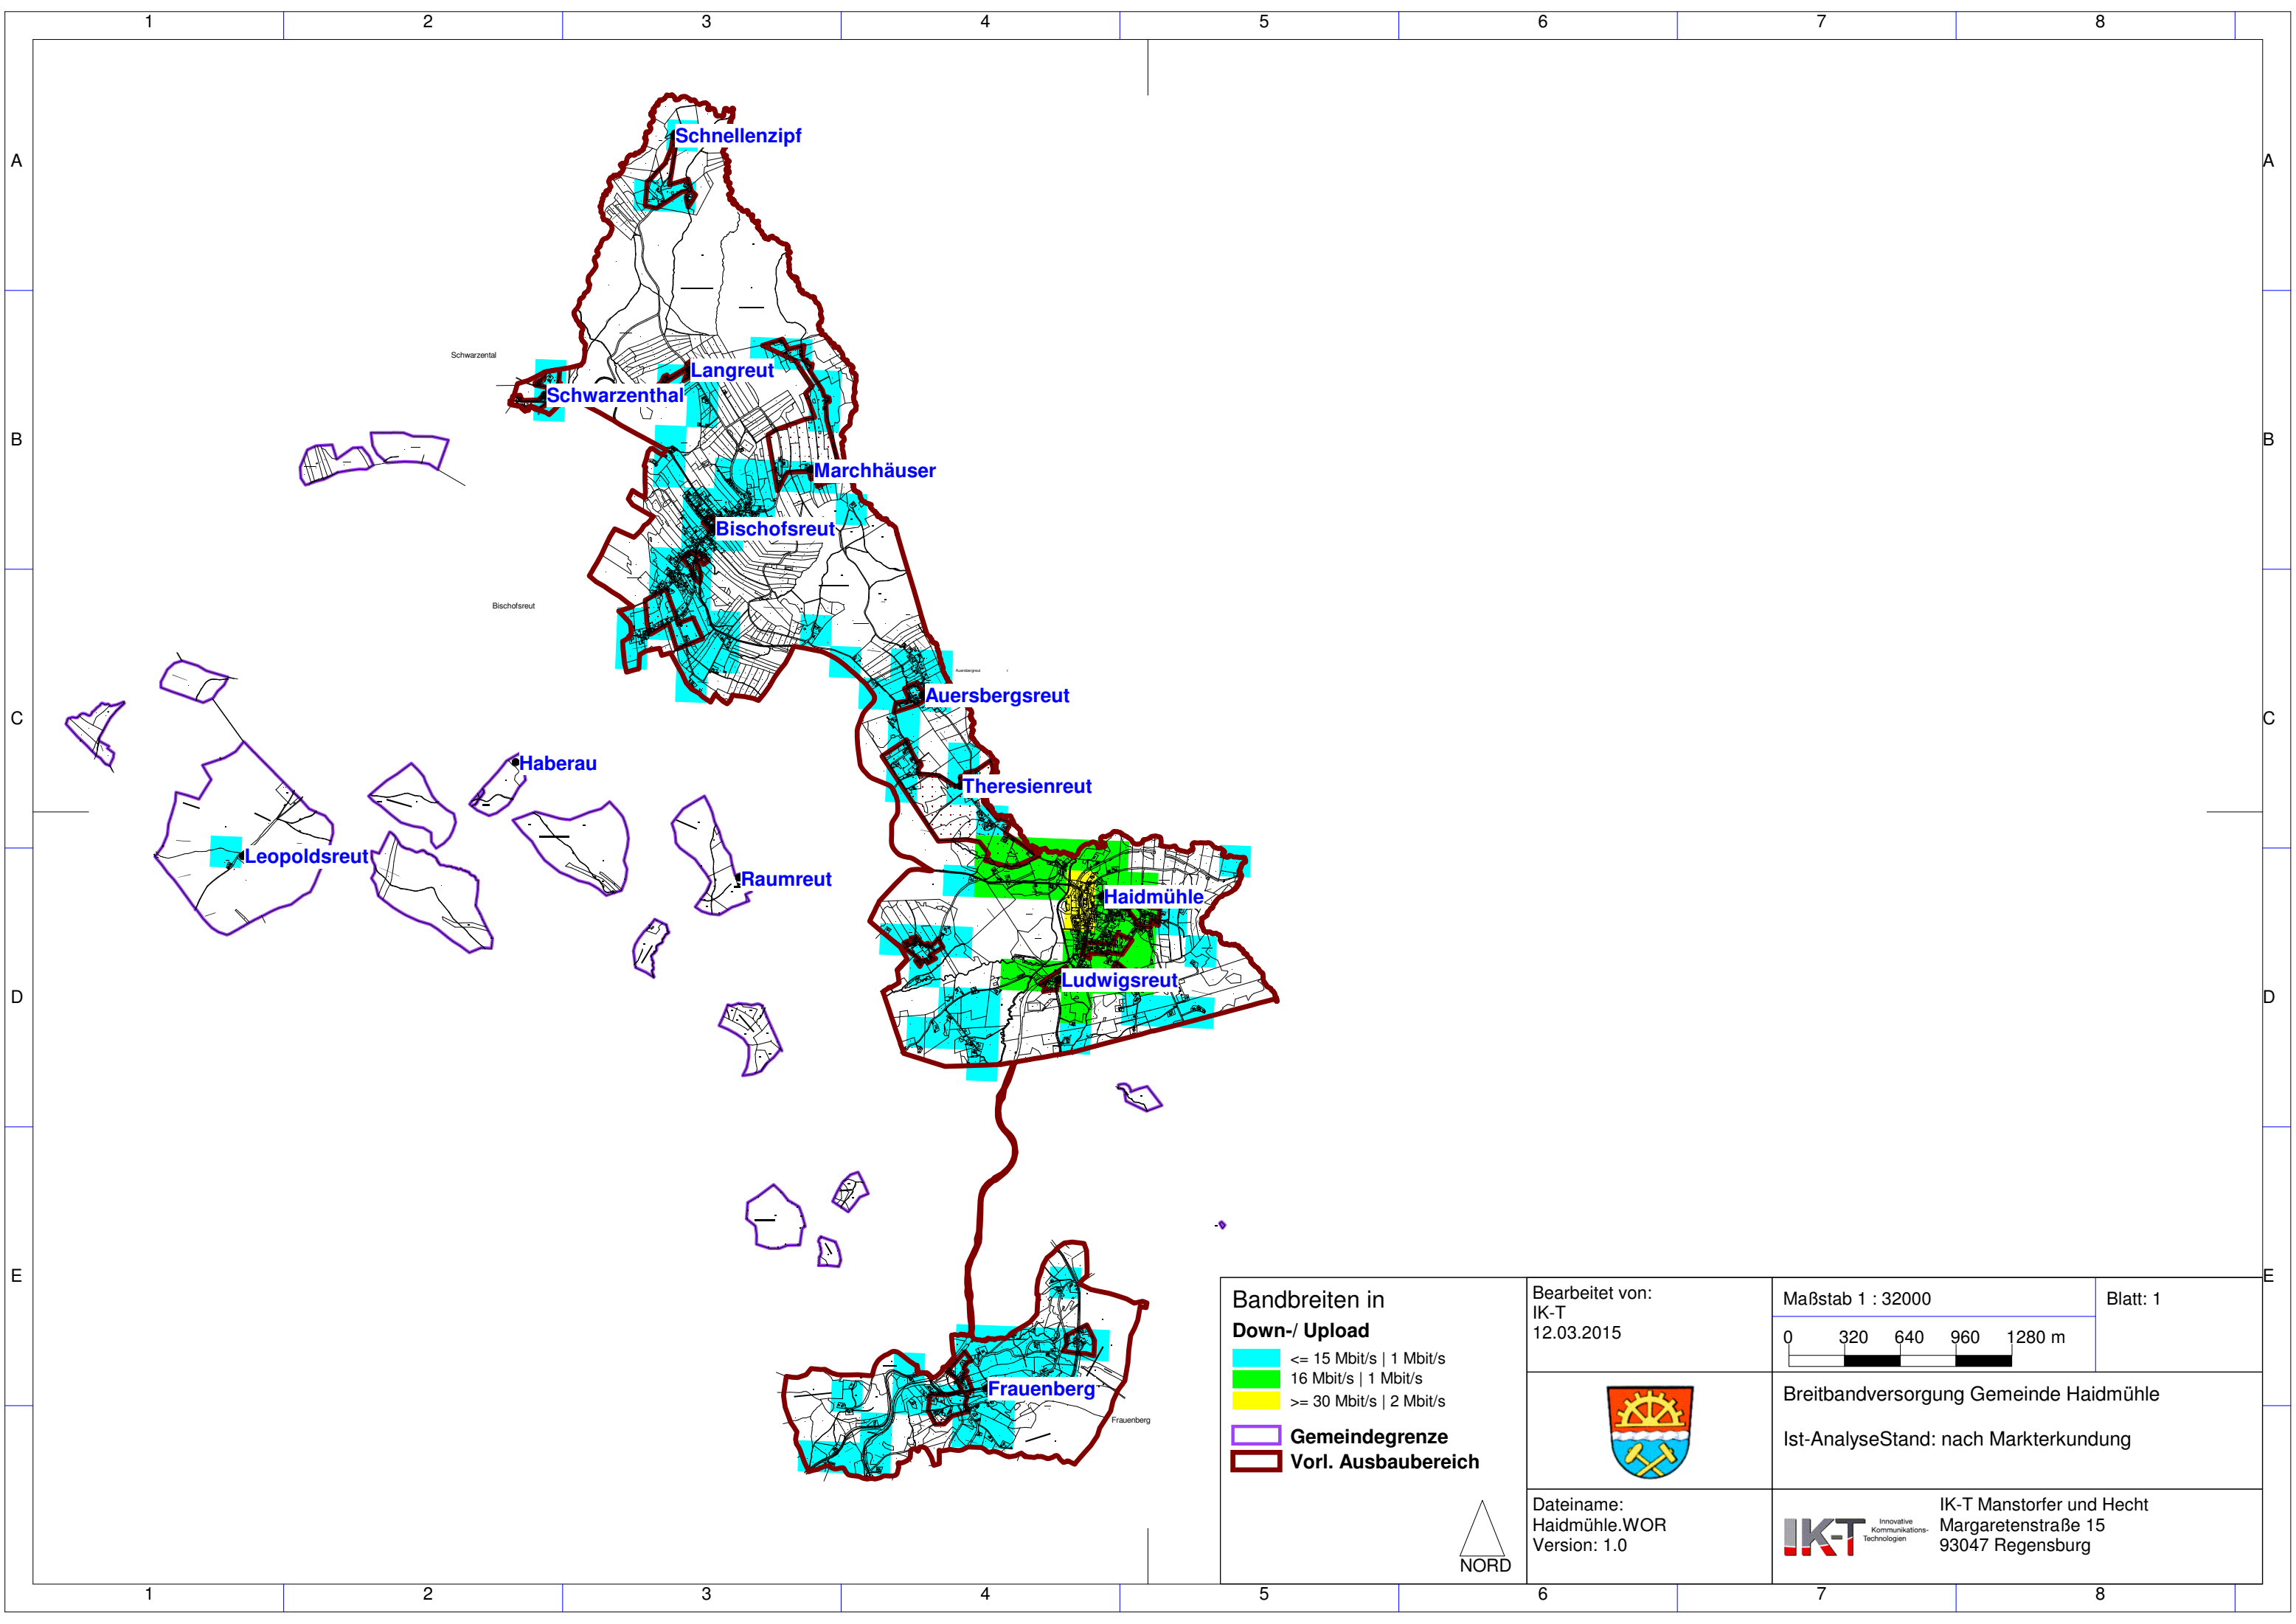 1 2 3 4 5 6 7 8
A A
Schnellenzipf
Schwarzental
Langreut
Schwarzenthal
B B
Marchhäuser
Bischofsreut
Bischofsreut
Auersbergsreut
Auersbergsreut
C C
Haberau
Theresienreut
Leopoldsreut
Raumreut
Haidmühle
Ludwigsreut
D D
E E
Frauenberg
Frauenberg
Bandbreiten in
Down-/ Upload
<= 15 Mbit/s | 1 Mbit/s
16 Mbit/s | 1 Mbit/s
>= 30 Mbit/s | 2 Mbit/s
Gemeindegrenze
Vorl. Ausbaubereich
NORD
Bearbeitet von:
IK-T
12.03.2015
Maßstab 1 : 32000
Blatt: 1
0 320 640 960 1280 m
Breitbandversorgung Gemeinde Haidmühle
Ist-AnalyseStand: nach Markterkundung
Dateiname:
Haidmühle.WOR
Version: 1.0
IK-T
Innovative
Kommunikations-
Technologien
IK-T Manstorfer und Hecht
Margaretenstraße 15
93047 Regensburg
1 2 3 4 5 6 7 8